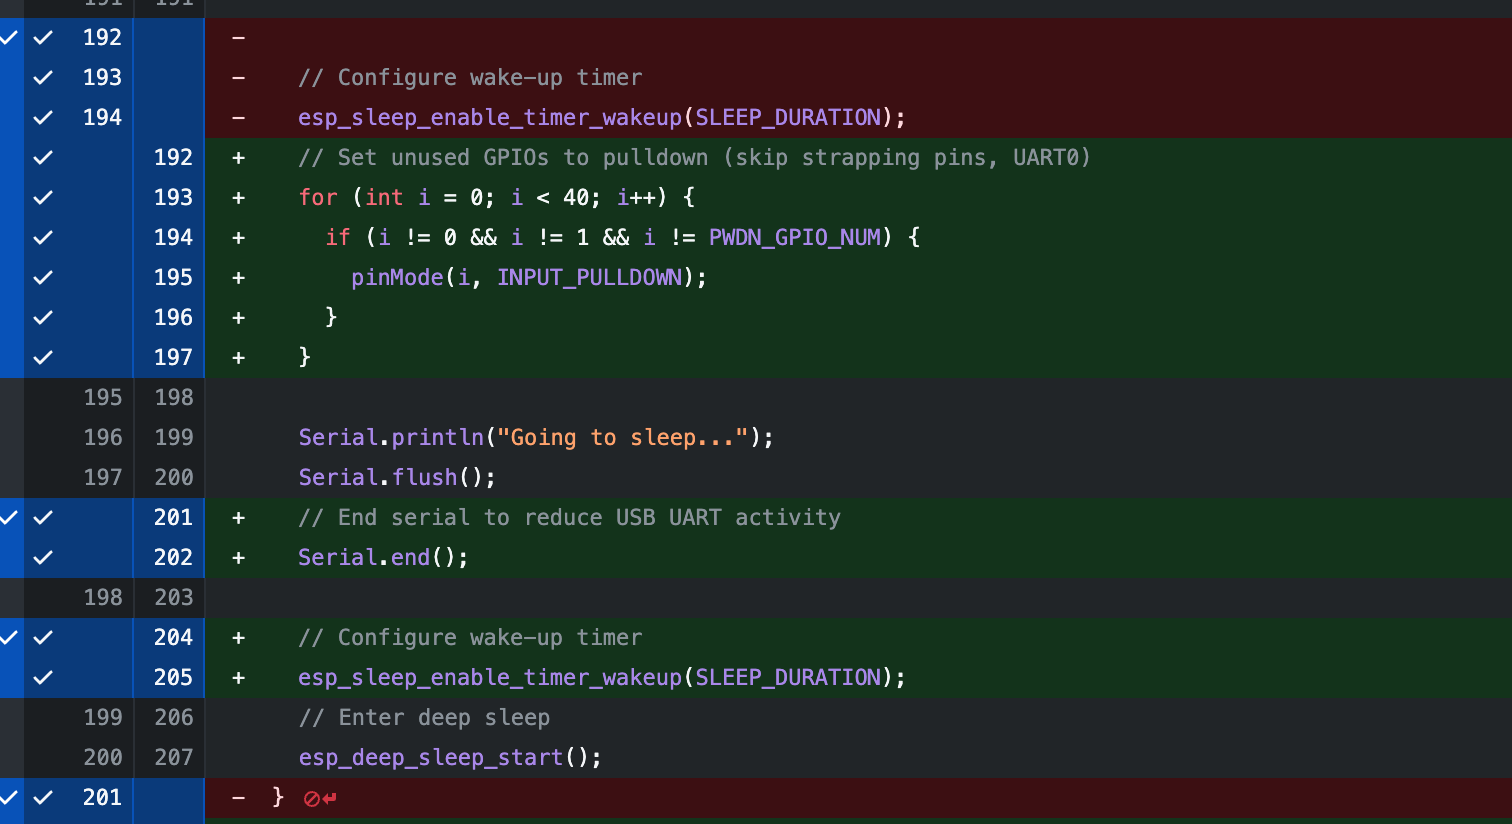 191 191
192 -
193 - // Configure wake-up timer
194 - esp_sleep_enable_timer_wakeup(SLEEP_DURATION);
192 + // Set unused GPIOs to pulldown (skip strapping pins, UART0)
193 + for (int i = 0; i < 40; i++) {
194 + if (i != 0 && i != 1 && i != PWDN_GPIO_NUM) {
195 + pinMode(i, INPUT_PULLDOWN);
196 + }
197 + }
195 198
196 199 Serial.println("Going to sleep...");
197 200 Serial.flush();
201 + // End serial to reduce USB UART activity
202 + Serial.end();
198 203
204 + // Configure wake-up timer
205 + esp_sleep_enable_timer_wakeup(SLEEP_DURATION);
199 206 // Enter deep sleep
200 207 esp_deep_sleep_start();
201 - }